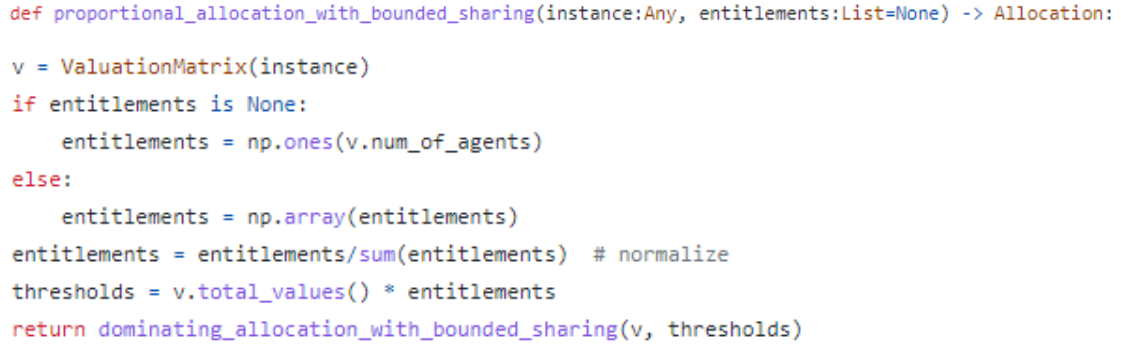 def proportional_allocation_with_bounded_sharing(instance:Any, entitlements:List=None) -> Allocation:
v = ValuationMatrix(instance)
if entitlements is None:
    entitlements = np.ones(v.num_of_agents)
else:
    entitlements = np.array(entitlements)
entitlements = entitlements/sum(entitlements)  # normalize
thresholds = v.total_values() * entitlements
return dominating_allocation_with_bounded_sharing(v, thresholds)